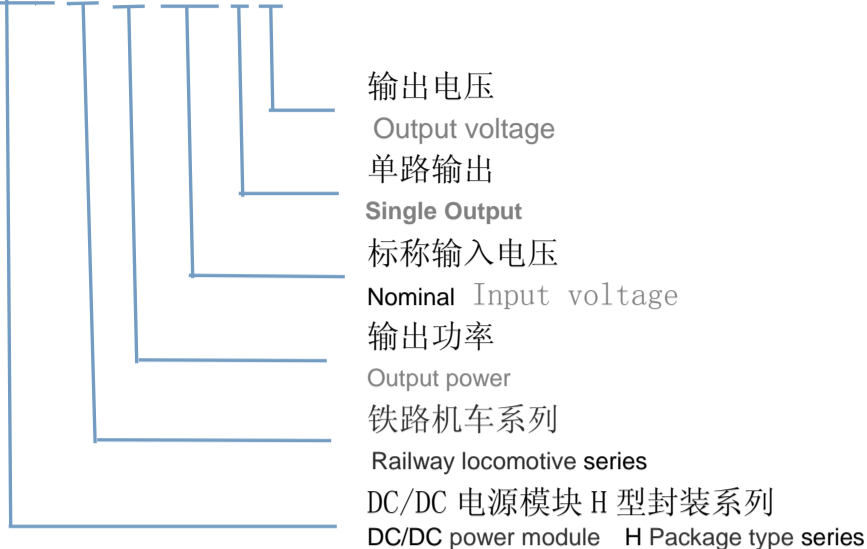 输出电压
Output voltage
单路输出
Single Output
标称输入电压
Nominal Input voltage
输出功率
Output power
铁路机车系列
Railway locomotive series
DC/DC 电源模块 H 型封装系列
DC/DC power module H Package type series